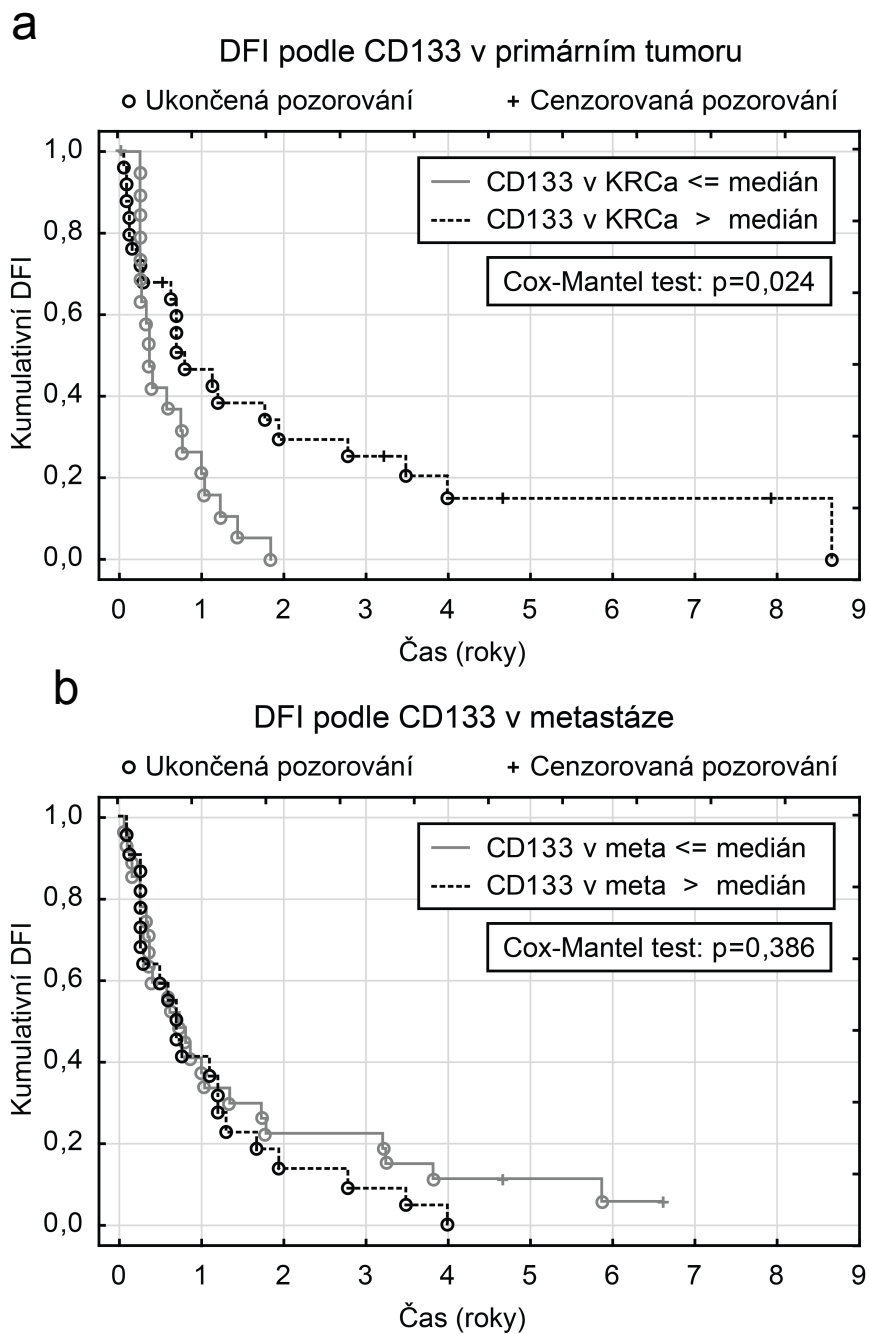 a
DFI podle CD133 v primárním tumoru
Ukončená pozorování + Cenzorovaná pozorování
CD133 v KRCa <= medián
CD133 v KRCa > medián
Cox-Mantel test: p=0,024
Kumulativní DFI
1,0
0,8
0,6
0,4
0,2
0,0
0 1 2 3 4 5 6 7 8 9
Čas (roky)
b
DFI podle CD133 v metastáze
Ukončená pozorování + Cenzorovaná pozorování
CD133 v meta <= medián
CD133 v meta > medián
Cox-Mantel test: p=0,386
Kumulativní DFI
1,0
0,8
0,6
0,4
0,2
0,0
0 1 2 3 4 5 6 7 8 9
Čas (roky)